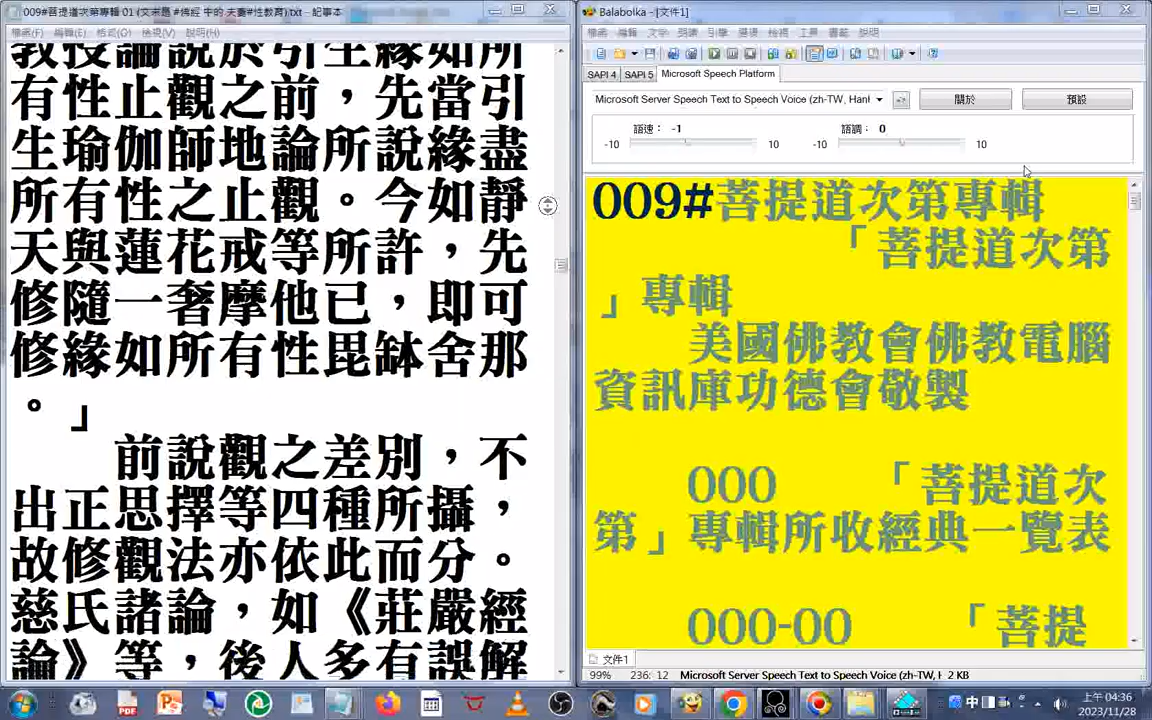 009#菩提道次第專輯 01 (文末是 #佛經 中的 夫妻#性教育).txt - 記事本
檔案(F) 編輯(E) 格式(O) 檢視(V) 說明(H)
教授論說於引生緣如所
有性止觀之前，先當引
生瑜伽師地論所說緣盡
所有性之止觀。今如靜
天與蓮花戒等所許，先
修隨一奢摩他已，即可
修緣如所有性毘缽舍那
。」
前說觀之差別，不
出正思擇等四種所攝，
故修觀法亦依此而分。
慈氏諸論，如《莊嚴經
論》等，後人多有誤解
Balabolka - [文件1]
檔案 編輯 文字 朗讀 引擎 選項 檢視 工具 書籤 說明
SAPI 4 SAPI 5 Microsoft Speech Platform
Microsoft Server Speech Text to Speech Voice (zh-TW, Han
關於 預設
語速： -1 語調： 0
-10 10 -10 10
009#菩提道次第專輯
「菩提道次第
」專輯
美國佛教會佛教電腦
資訊庫功德會敬製
000 「菩提道次
第」專輯所收經典一覽表
000-00 「菩提
文件1
99% 236: 12 Microsoft Server Speech Text to Speech Voice (zh-TW, H 2 KB
上午 04:36
2023/11/28